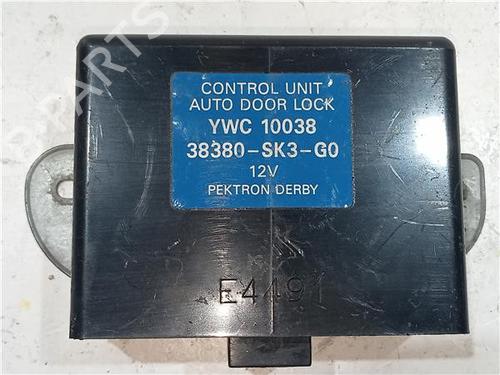 CONTROL UNIT
AUTO DOOR LOCK
YWC 10038
38380-SK3-G0
12V
PEKTRON DERBY
E4491